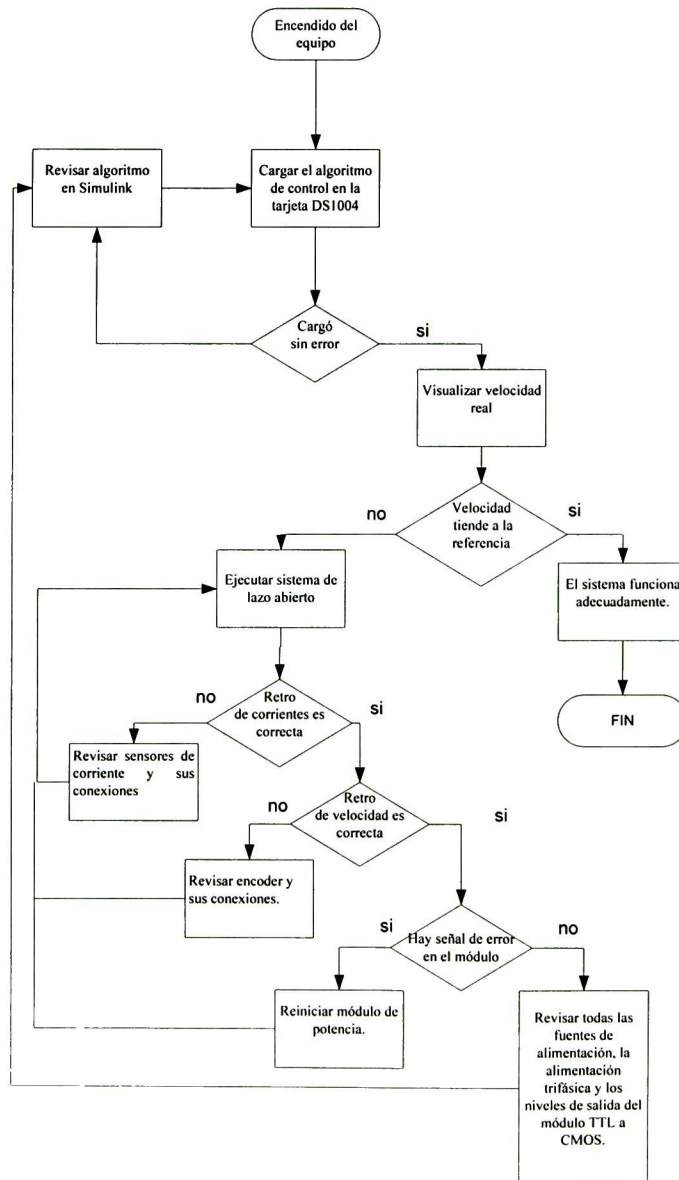 Encendido del
equipo
Revisar algoritmo
en Simulink
Cargar el algoritmo
de control en la
tarjeta DS1004
Cargó
sin error
si
Visualizar velocidad
real
Velocidad
tiende a la
referencia
no
si
Ejecutar sistema de
lazo abierto
El sistema funciona
adecuadamente.
FIN
Retro
de corrientes es
correcta
no
si
Revisar sensores de
corriente y sus
conexiones
Retro
de velocidad es
correcta
no
si
Revisar encoder y
sus conexiones.
Hay señal de error
en el módulo
si
no
Reiniciar módulo de
potencia.
Revisar todas las
fuentes de
alimentación, la
alimentación
trifásica y los
niveles de salida del
módulo TTL a
CMOS.